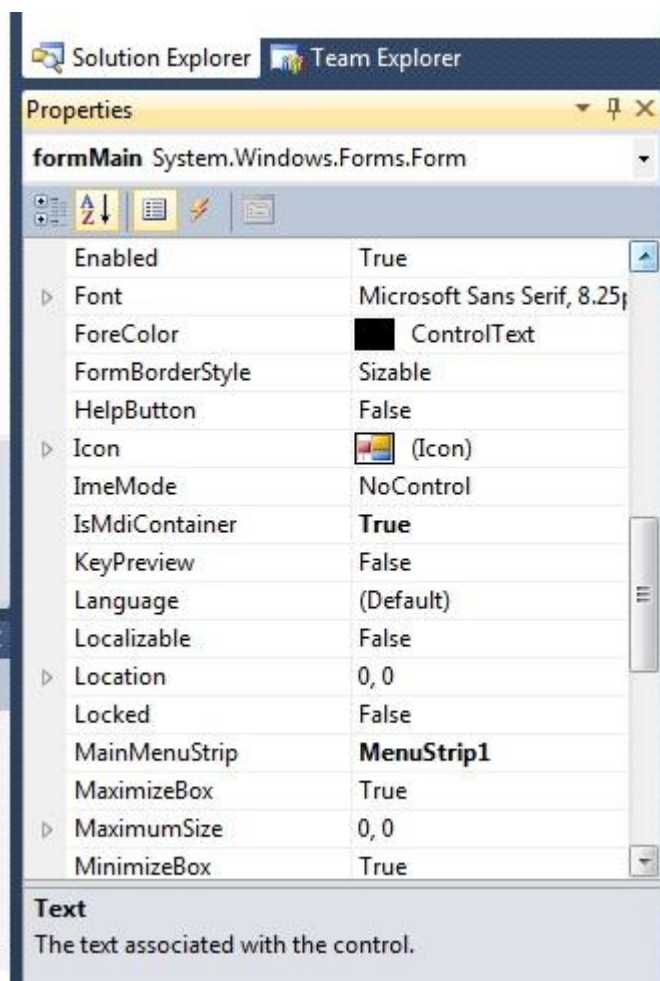 Solution Explorer Team Explorer
Properties
formMain System.Windows.Forms.Form
Enabled True
Font Microsoft Sans Serif, 8.25p
ForeColor ControlText
FormBorderStyle Sizable
HelpButton False
Icon (Icon)
ImeMode NoControl
IsMdiContainer True
KeyPreview False
Language (Default)
Localizable False
Location 0, 0
Locked False
MainMenuStrip MenuStrip1
MaximizeBox True
MaximumSize 0, 0
MinimizeBox True
Text
The text associated with the control.